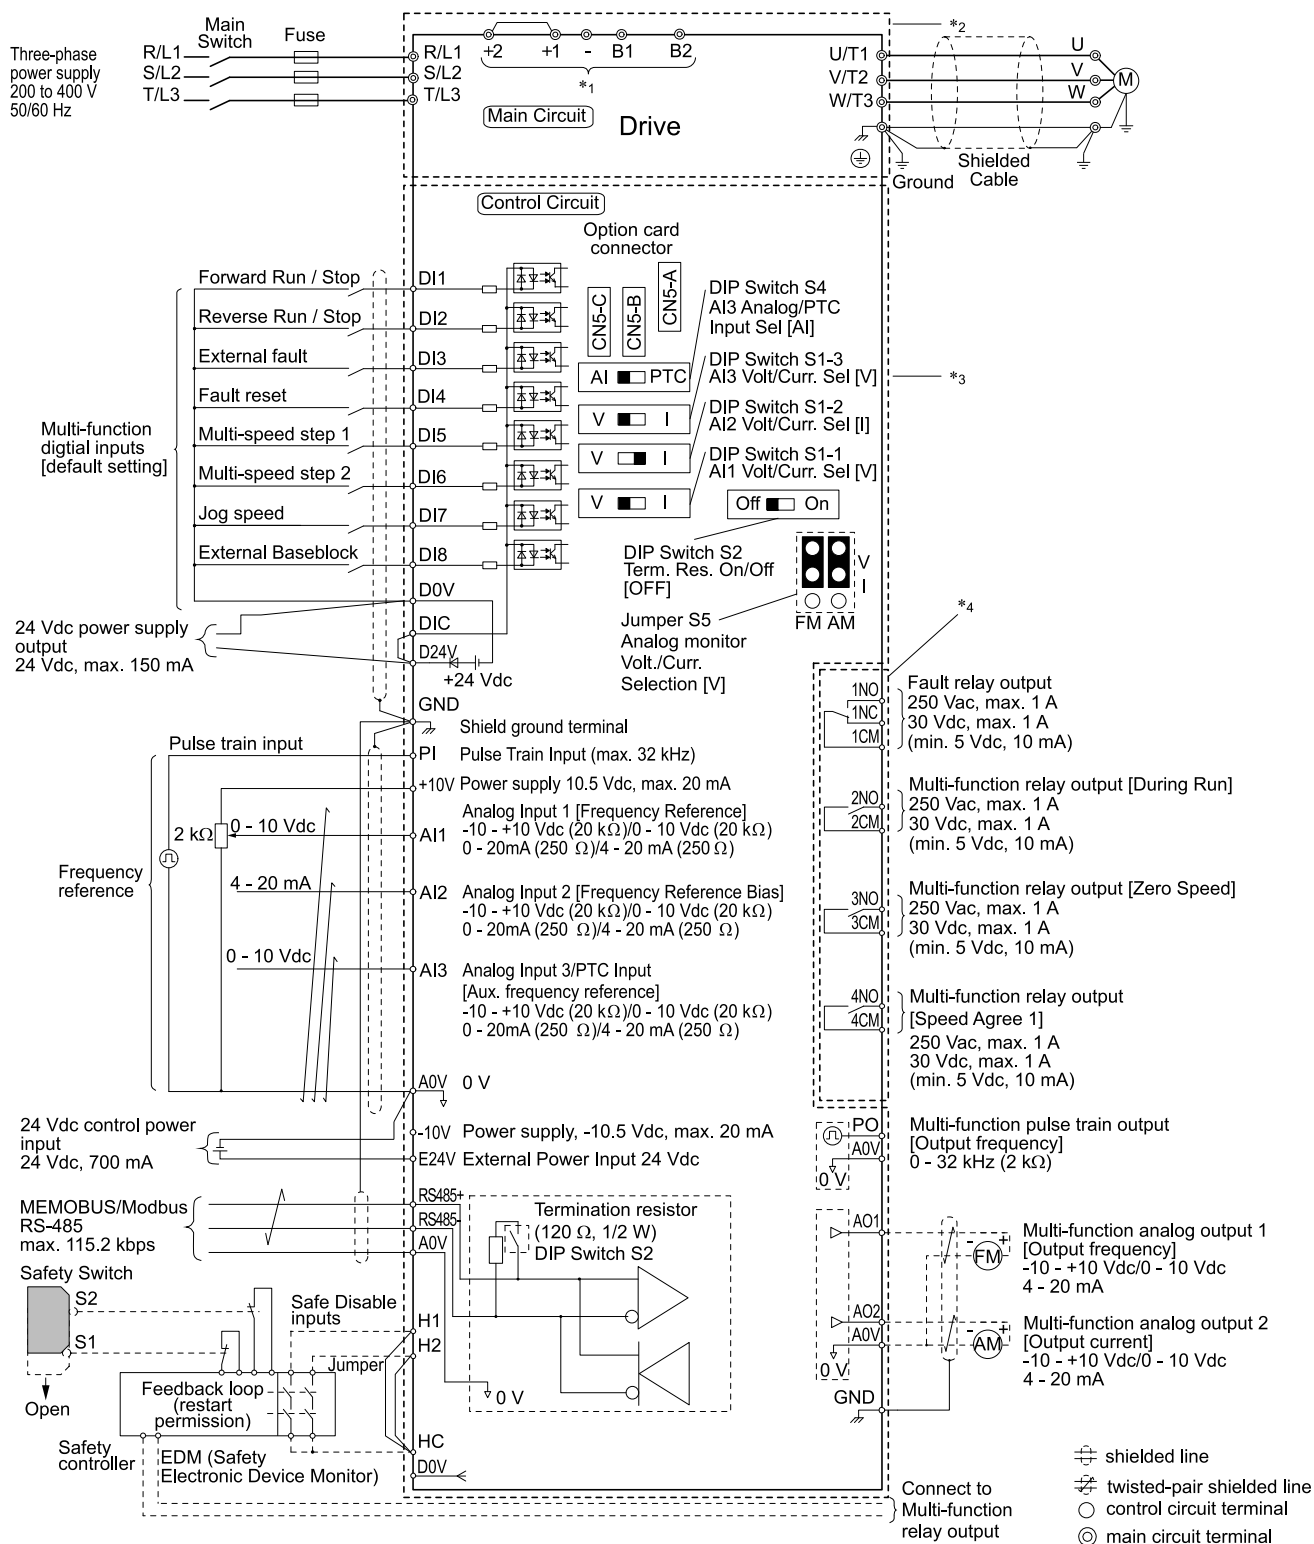 Main
Switch
Fuse
Three-phase
power supply
200 to 400 V
50/60 Hz
R/L1
S/L2
T/L3
R/L1
S/L2
T/L3
+2
+1
-
B1
B2
*1
Main Circuit
Drive
U/T1
V/T2
W/T3
*2
U
V
W
M
Ground
Shielded
Cable
Control Circuit
Option card
connector
CN5-C
CN5-B
CN5-A
Multi-function
digtial inputs
[default setting]
Forward Run / Stop
DI1
Reverse Run / Stop
DI2
External fault
DI3
Fault reset
DI4
Multi-speed step 1
DI5
Multi-speed step 2
DI6
Jog speed
DI7
External Baseblock
DI8
D0V
DIC
D24V
+24 Vdc
24 Vdc power supply
output
24 Vdc, max. 150 mA
DIP Switch S4
AI3 Analog/PTC
Input Sel [AI]
DIP Switch S1-3
AI3 Volt/Curr. Sel [V]
DIP Switch S1-2
AI2 Volt/Curr. Sel [I]
DIP Switch S1-1
AI1 Volt/Curr. Sel [V]
*3
AI PTC
V I
V I
V I
Off On
DIP Switch S2
Term. Res. On/Off
[OFF]
Jumper S5
Analog monitor
Volt./Curr.
Selection [V]
V
I
FM AM
*4
GND
Shield ground terminal
Pulse train input
PI
Pulse Train Input (max. 32 kHz)
+10V
Power supply 10.5 Vdc, max. 20 mA
Frequency
reference
2 kΩ
0 - 10 Vdc
AI1
Analog Input 1 [Frequency Reference]
-10 - +10 Vdc (20 kΩ)/0 - 10 Vdc (20 kΩ)
0 - 20mA (250 Ω)/4 - 20 mA (250 Ω)
4 - 20 mA
AI2
Analog Input 2 [Frequency Reference Bias]
-10 - +10 Vdc (20 kΩ)/0 - 10 Vdc (20 kΩ)
0 - 20mA (250 Ω)/4 - 20 mA (250 Ω)
0 - 10 Vdc
AI3
Analog Input 3/PTC Input
[Aux. frequency reference]
-10 - +10 Vdc (20 kΩ)/0 - 10 Vdc (20 kΩ)
0 - 20mA (250 Ω)/4 - 20 mA (250 Ω)
A0V
0 V
1NO
1NC
1CM
Fault relay output
250 Vac, max. 1 A
30 Vdc, max. 1 A
(min. 5 Vdc, 10 mA)
2NO
2CM
Multi-function relay output [During Run]
250 Vac, max. 1 A
30 Vdc, max. 1 A
(min. 5 Vdc, 10 mA)
3NO
3CM
Multi-function relay output [Zero Speed]
250 Vac, max. 1 A
30 Vdc, max. 1 A
(min. 5 Vdc, 10 mA)
4NO
4CM
Multi-function relay output
[Speed Agree 1]
250 Vac, max. 1 A
30 Vdc, max. 1 A
(min. 5 Vdc, 10 mA)
24 Vdc control power
input
24 Vdc, 700 mA
-10V
Power supply, -10.5 Vdc, max. 20 mA
E24V
External Power Input 24 Vdc
PO
A0V
0 V
Multi-function pulse train output
[Output frequency]
0 - 32 kHz (2 kΩ)
MEMOBUS/Modbus
RS-485
max. 115.2 kbps
RS485+
RS485-
A0V
Termination resistor
(120 Ω, 1/2 W)
DIP Switch S2
0 V
AO1
AO2
A0V
0 V
GND
- +
FM
- +
AM
Multi-function analog output 1
[Output frequency]
-10 - +10 Vdc/0 - 10 Vdc
4 - 20 mA
Multi-function analog output 2
[Output current]
-10 - +10 Vdc/0 - 10 Vdc
4 - 20 mA
Safety Switch
S2
S1
Open
Safe Disable
inputs
H1
H2
Jumper
HC
D0V
Feedback loop
(restart
permission)
Safety
controller
EDM (Safety
Electronic Device Monitor)
Connect to
Multi-function
relay output
shielded line
twisted-pair shielded line
control circuit terminal
main circuit terminal